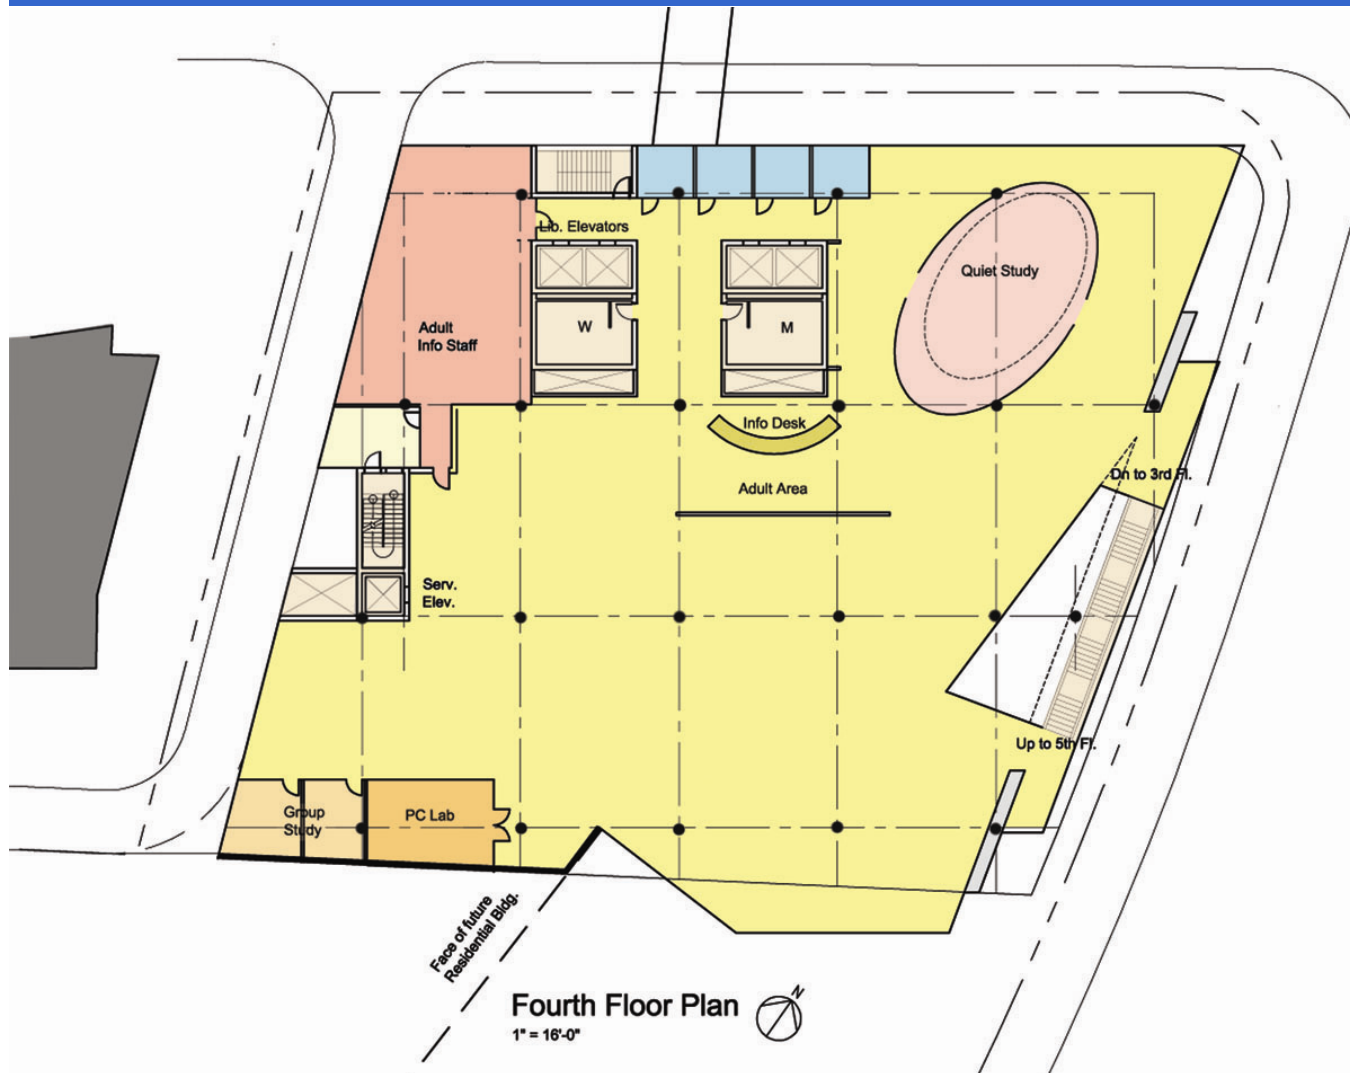 Lib. Elevators
Quiet Study
Adult
Info Staff
W
M
Info Desk
Dn to 3rd Fl.
Adult Area
Serv.
Elev.
Up to 5th Fl.
Group
Study
PC Lab
Face of future
Residential Bldg.
Fourth Floor Plan
N
1" = 16'-0"